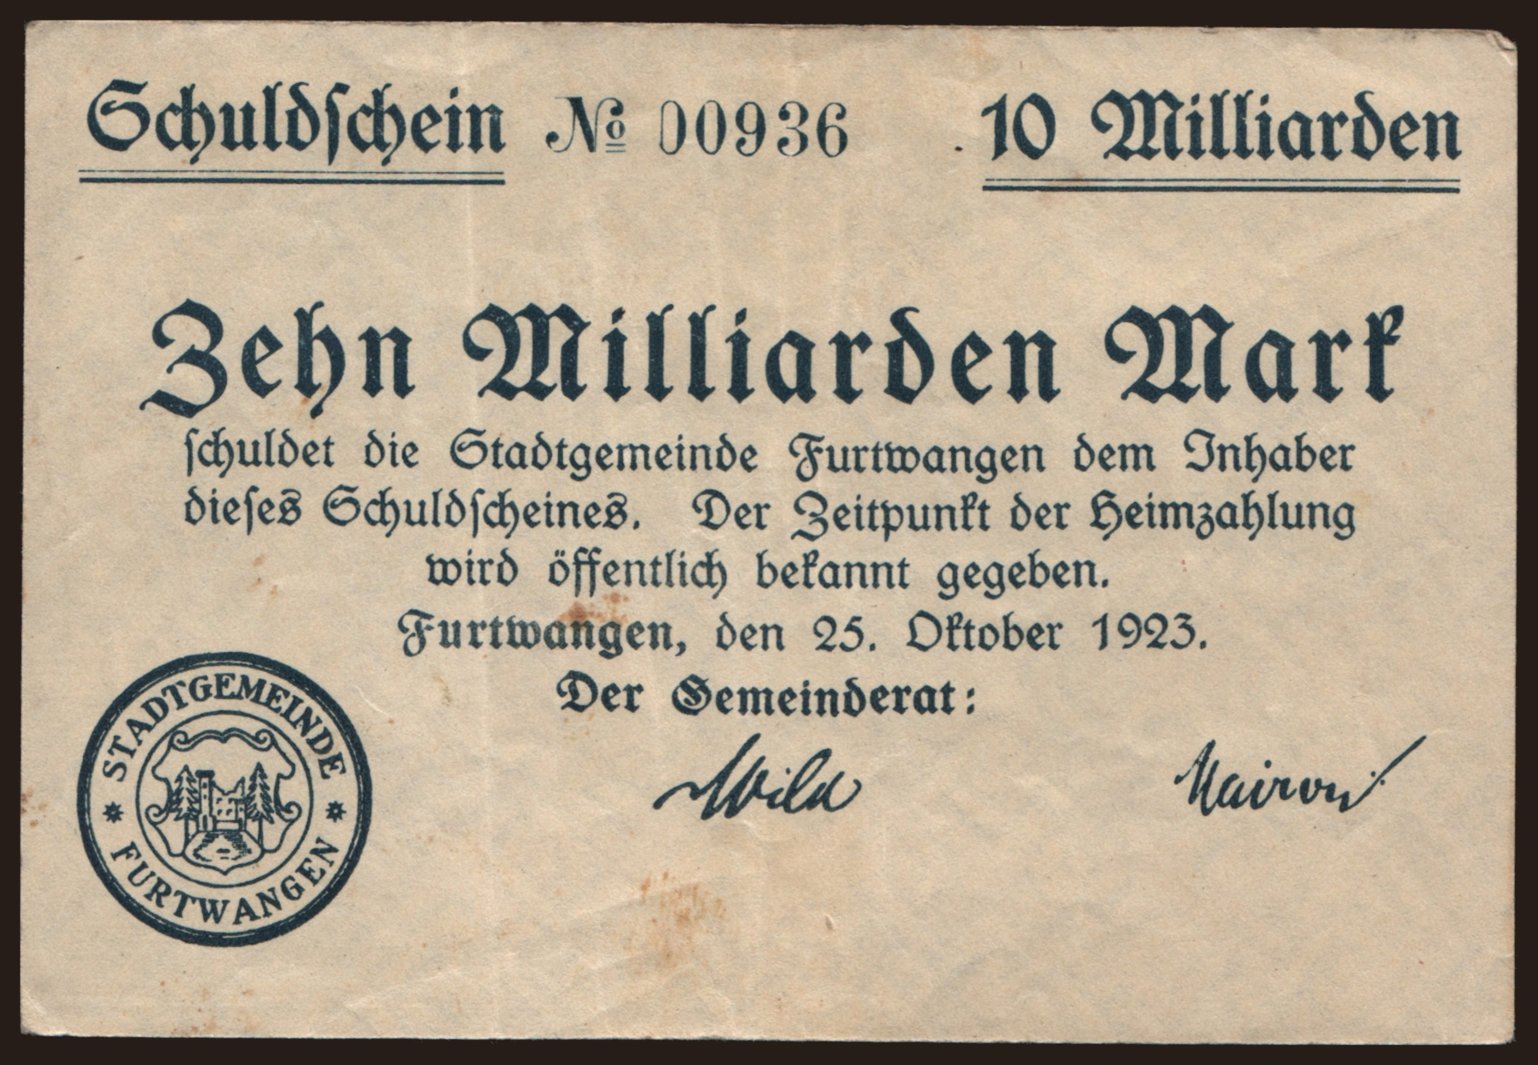 Schuldschein № 00936 10 Milliarden
Zehn Milliarden Mark
schuldet die Stadtgemeinde Furtwangen dem Inhaber
dieses Schuldscheines. Der Zeitpunkt der Heimzahlung
wird öffentlich bekannt gegeben.
Furtwangen, den 25. Oktober 1923.
Der Gemeinderat:
STADTGEMEINDE
FURTWANGEN
Wild